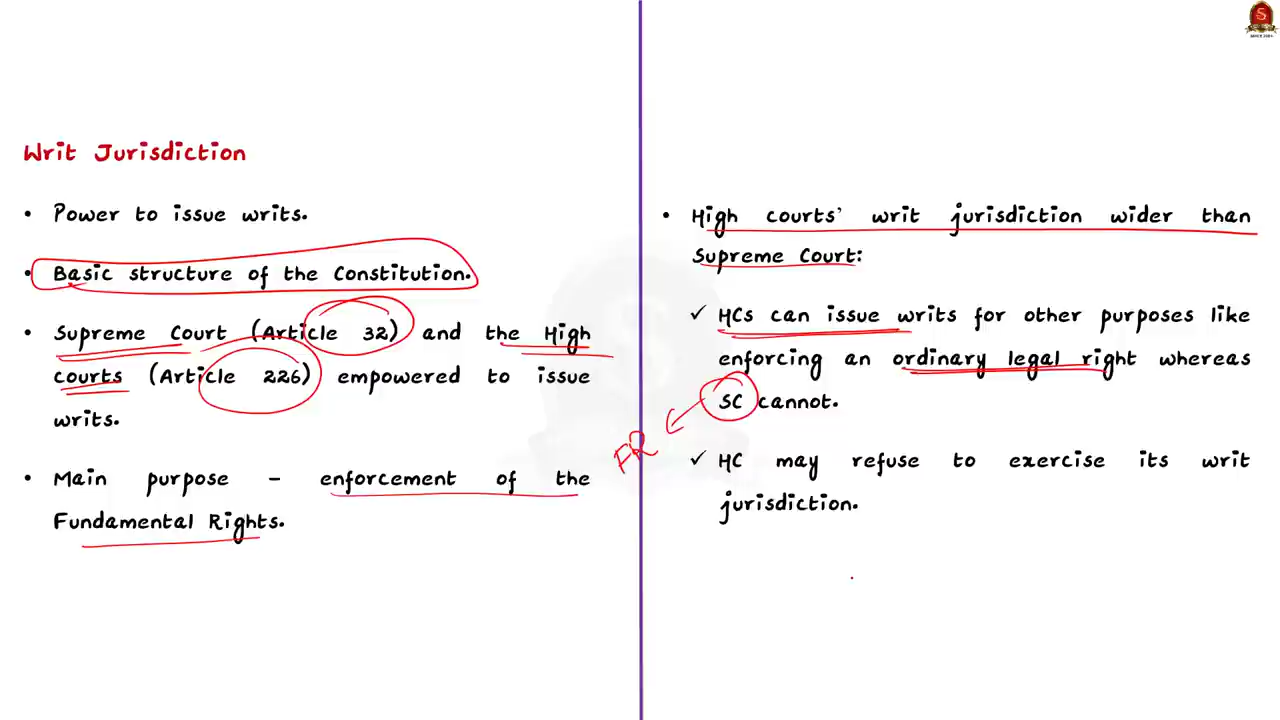 Writ Jurisdiction
• Power to issue writs.
• Basic structure of the Constitution.
• Supreme Court (Article 32) and the High
courts (Article 226) empowered to issue
writs.
• Main purpose - enforcement of the
Fundamental Rights.
• High courts' writ jurisdiction wider than
Supreme Court:
✓ HCs can issue writs for other purposes like
enforcing an ordinary legal right whereas
SC cannot.
FR
✓ HC may refuse to exercise its writ
jurisdiction.